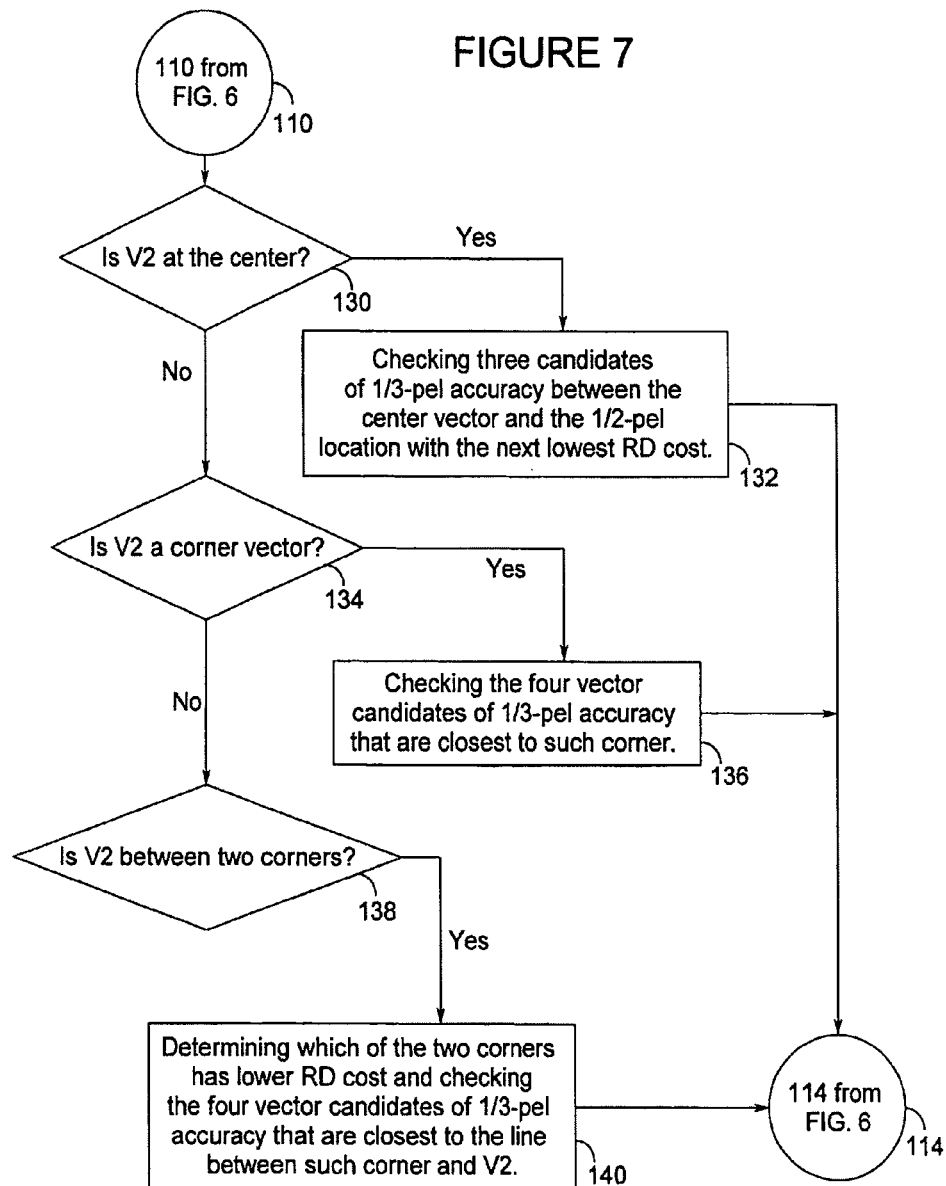 FIGURE 7
110 from
FIG. 6
110
Is V2 at the center?
130
Yes
No
Checking three candidates
of 1/3-pel accuracy between the
center vector and the 1/2-pel
location with the next lowest RD cost.
132
Is V2 a corner vector?
134
Yes
No
Checking the four vector
candidates of 1/3-pel accuracy
that are closest to such corner.
136
Is V2 between two corners?
138
Yes
Determining which of the two corners
has lower RD cost and checking
the four vector candidates of 1/3-pel
accuracy that are closest to the line
between such corner and V2.
140
114 from
FIG. 6
114